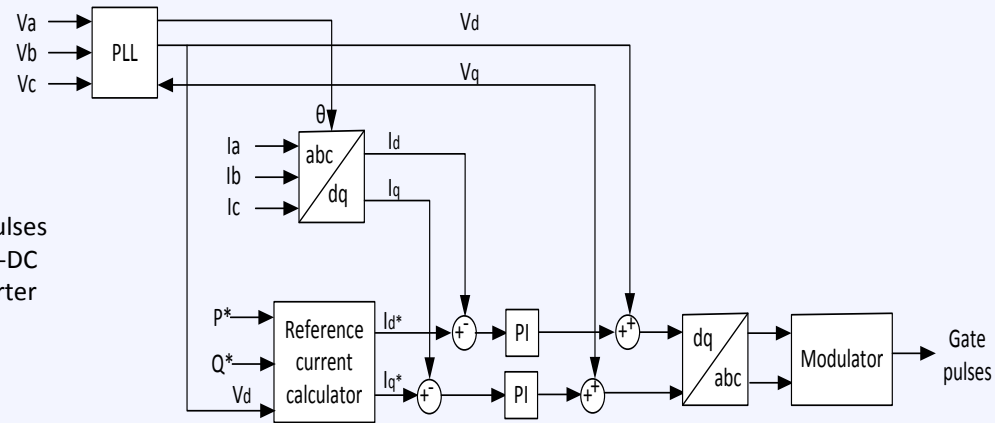 Va
Vb
Vc
PLL
Vd
Vq
θ
Ia
Ib
Ic
abc
dq
Id
Iq
ulses
-DC
rter
P*
Q*
Vd
Reference
current
calculator
Id*
Iq*
+
-
+
-
PI
PI
+
+
+
+
dq
abc
Modulator
Gate
pulses